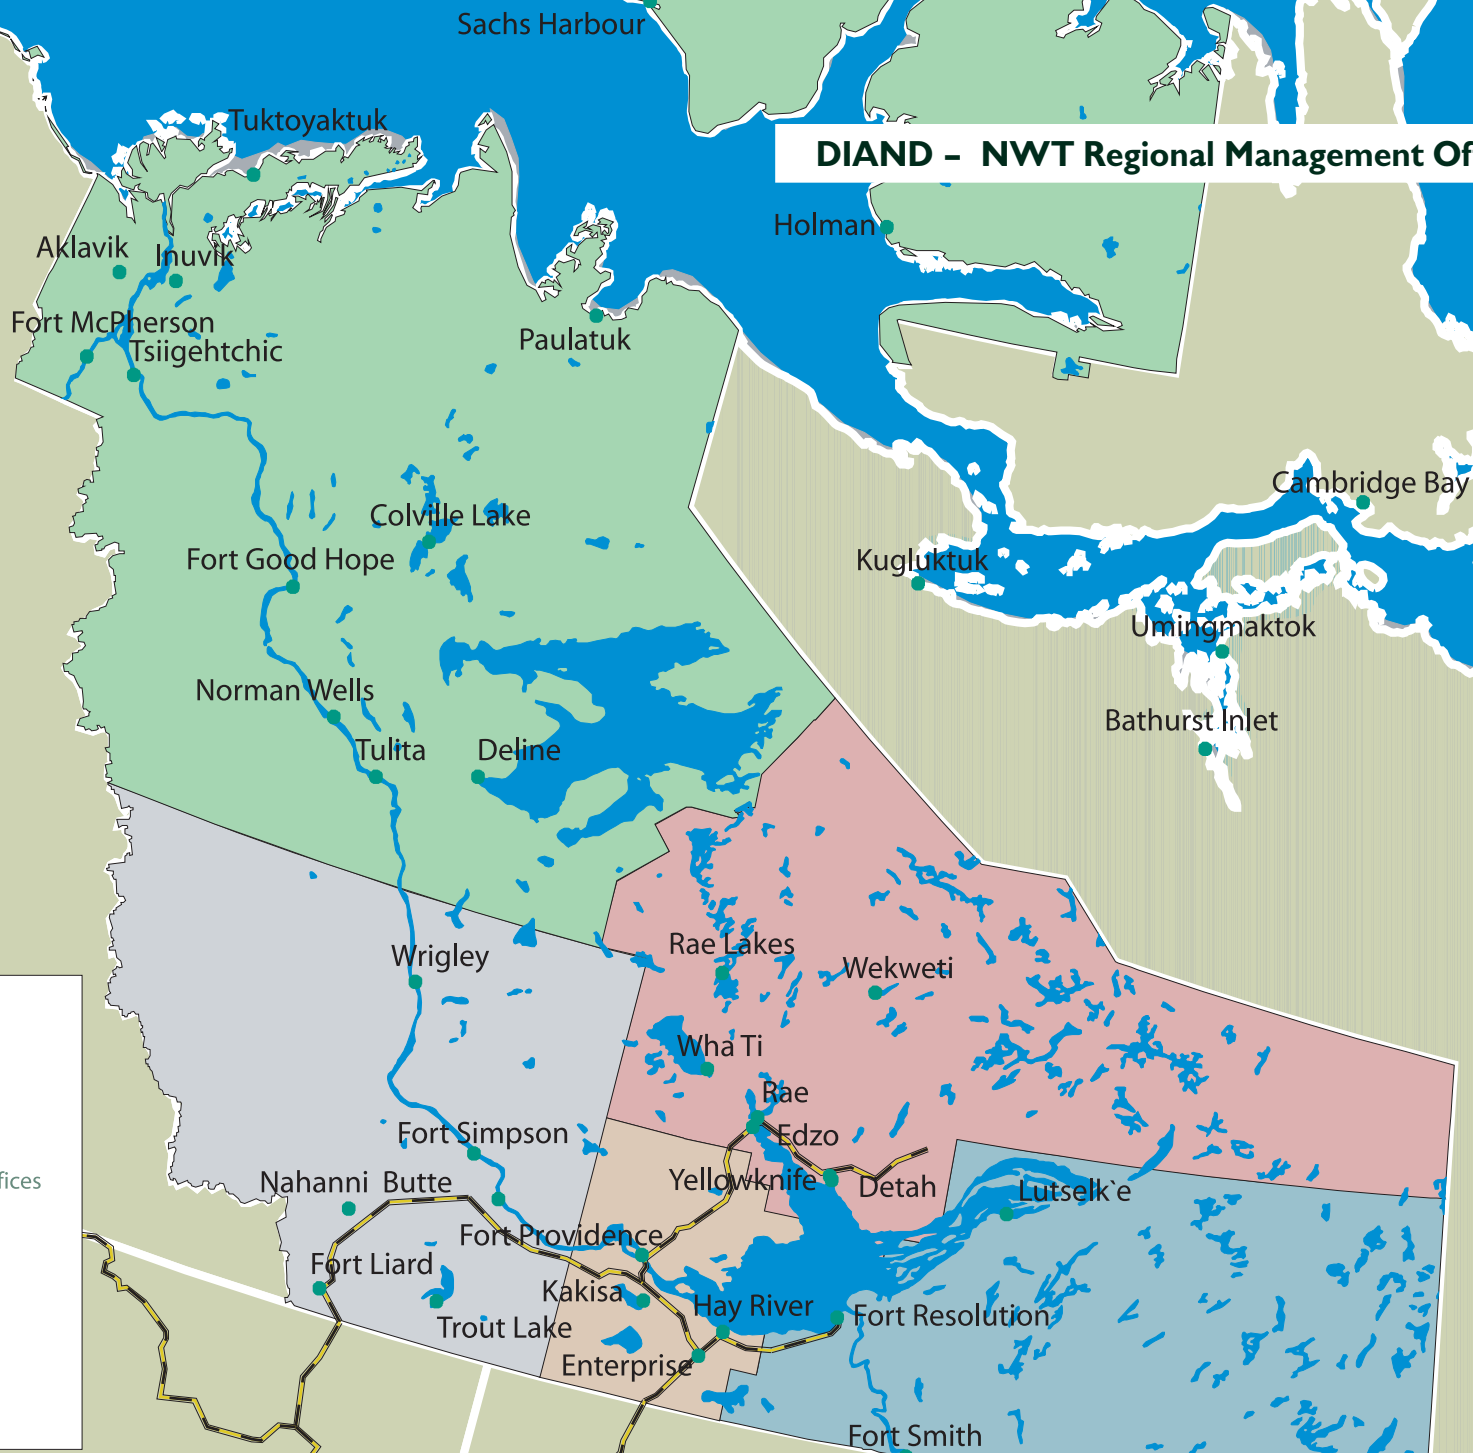 Sachs Harbour
Tuktoyaktuk
DIAND – NWT Regional Management Of
Holman
Aklavik
Inuvik
Fort McPherson
Paulatuk
Tsiigehtchic
Cambridge Bay
Colville Lake
Fort Good Hope
Kugluktuk
Umingmaktok
Norman Wells
Bathurst Inlet
Tulita
Deline
Rae Lakes
Wrigley
Wekweti
Wha Ti
Rae
Fort Simpson
Edzo
fices
Nahanni Butte
Yellowknife
Detah
Lutselk`e
Fort Providence
Fort Liard
Kakisa
Hay River
Fort Resolution
Trout Lake
Enterprise
Fort Smith